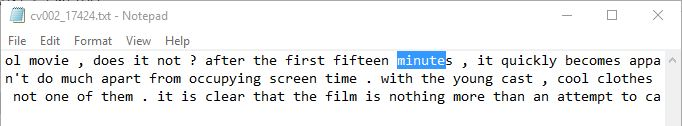 cv002_17424.txt - Notepad
File Edit Format View Help
ol movie , does it not ? after the first fifteen minutes , it quickly becomes appa
n't do much apart from occupying screen time . with the young cast , cool clothes
not one of them . it is clear that the film is nothing more than an attempt to ca